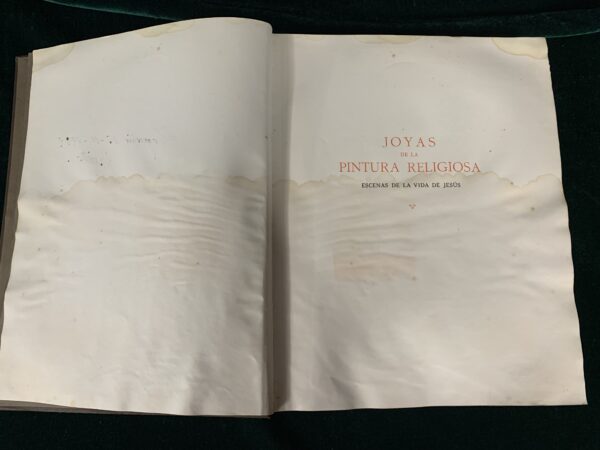 JOYAS
DE LA
PINTURA RELIGIOSA
ESCENAS DE LA VIDA DE JESÚS